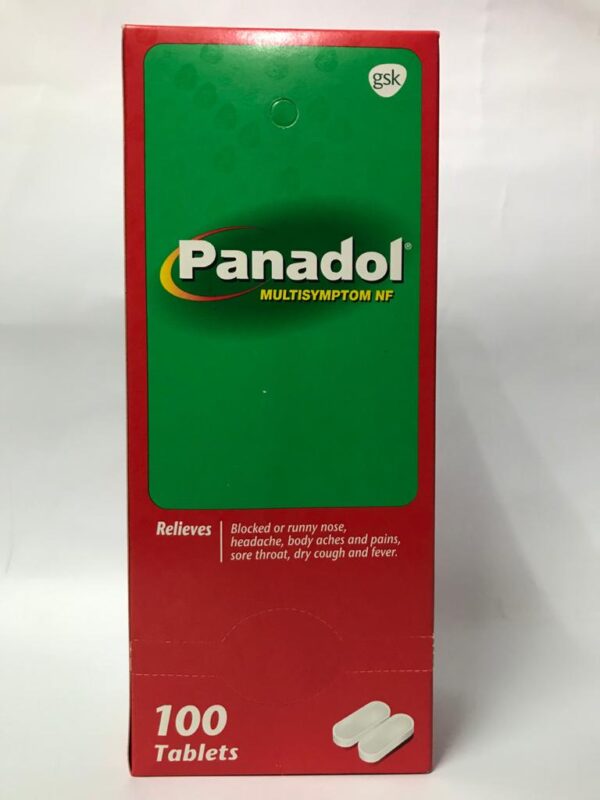 gsk
Panadol®
MULTISYMPTOM NF
Relieves
Blocked or runny nose,
headache, body aches and pains,
sore throat, dry cough and fever.
100
Tablets